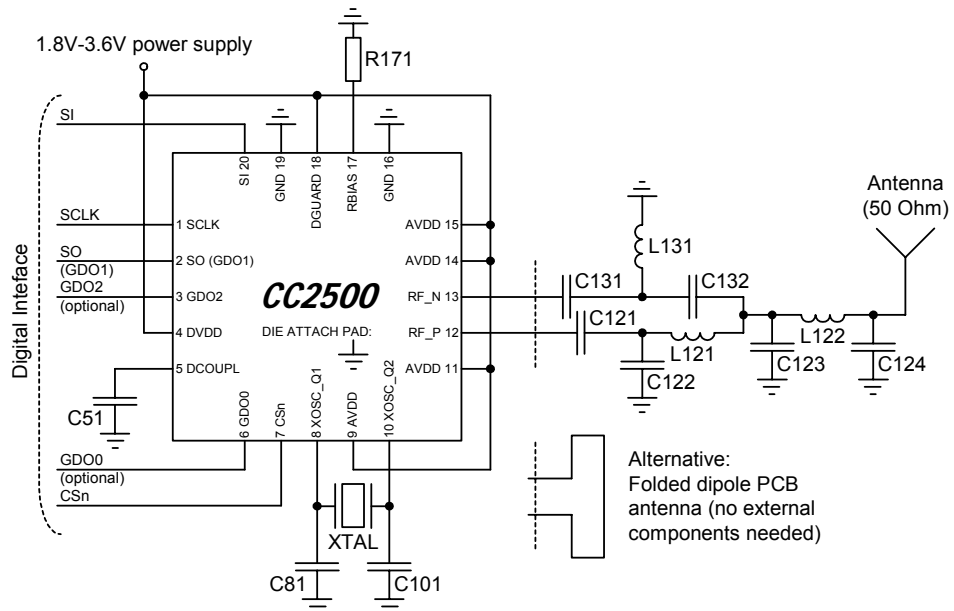 1.8V-3.6V power supply
R171
SI
SI 20
GND 19
DGUARD 18
RBIAS 17
GND 16
Antenna
(50 Ohm)
Digital Inteface
SCLK
1 SCLK
AVDD 15
L131
SO
(GDO1)
2 SO (GDO1)
AVDD 14
GDO2
(optional)
3 GDO2
CC2500
RF_N 13
C131
C132
4 DVDD
DIE ATTACH PAD:
RF_P 12
C121
L121
L122
5 DCOUPL
AVDD 11
C122
C123
C124
C51
6 GDO0
7 CSn
8 XOSC_Q1
9 AVDD
10 XOSC_Q2
GDO0
(optional)
CSn
XTAL
C81
C101
Alternative:
Folded dipole PCB
antenna (no external
components needed)